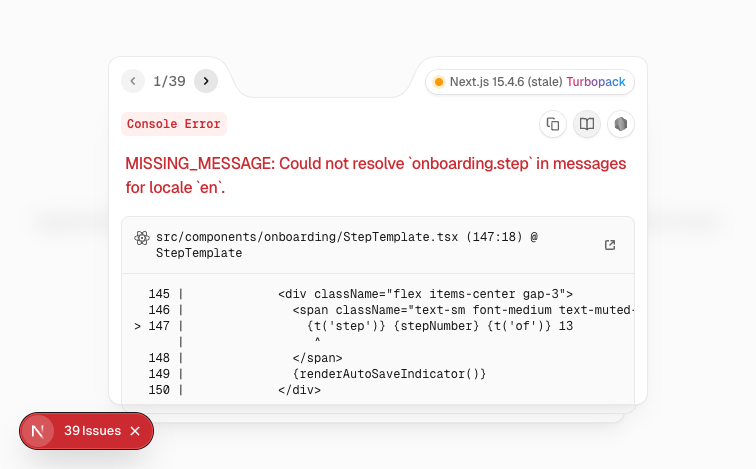 1/39
Next.js 15.4.6 (stale) Turbopack
Console Error
MISSING_MESSAGE: Could not resolve `onboarding.step` in messages
for locale `en`.
src/components/onboarding/StepTemplate.tsx (147:18) @
StepTemplate
145 | <div className="flex items-center gap-3">
146 | <span className="text-sm font-medium text-muted-
> 147 | {t('step')} {stepNumber} {t('of')} 13
| ^
148 | </span>
149 | {renderAutoSaveIndicator()}
150 | </div>
N 39 Issues